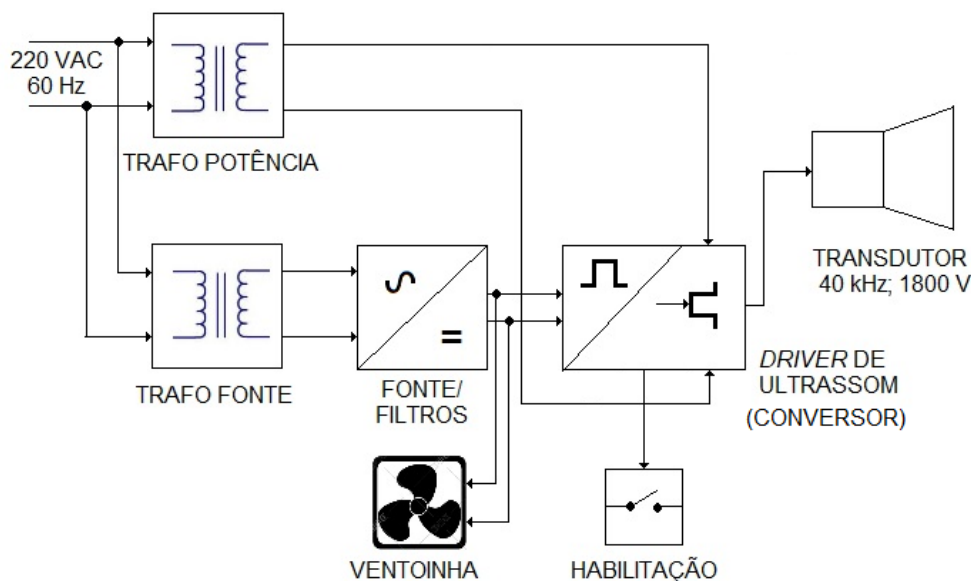 220 VAC
60 Hz
TRAFO POTÊNCIA
TRANSDUTOR
40 kHz; 1800 V
TRAFO FONTE
FONTE/
FILTROS
DRIVER DE
ULTRASSOM
(CONVERSOR)
VENTOINHA
HABILITAÇÃO